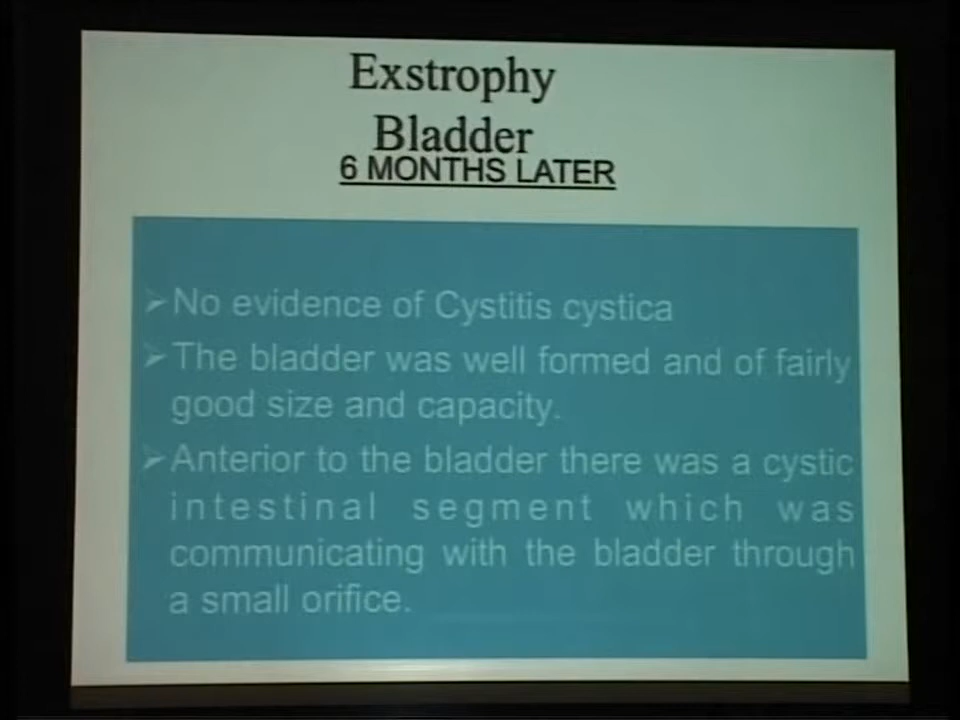 Exstrophy
Bladder
6 MONTHS LATER
➢No evidence of Cystitis cystica
➢The bladder was well formed and of fairly
good size and capacity.
➢Anterior to the bladder there was a cystic
intestinal segment which was
communicating with the bladder through
a small orifice.